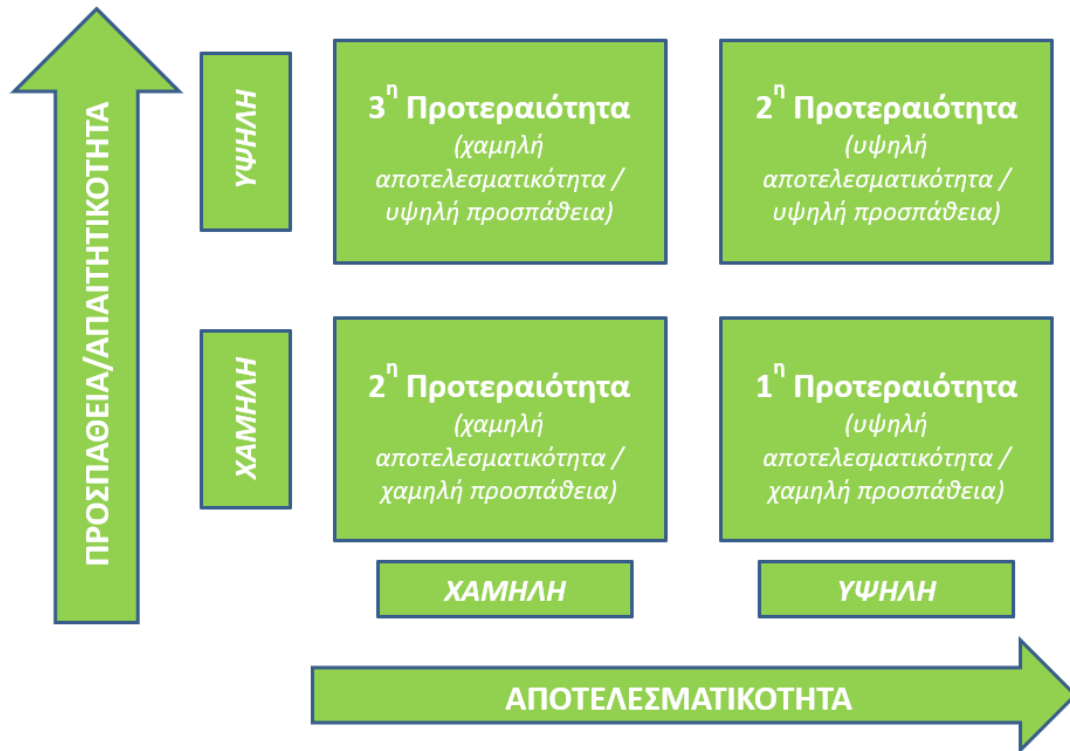 ΠΡΟΣΠΑΘΕΙΑ/ΑΠΑΙΤΗΤΙΚΟΤΗΤΑ
ΥΨΗΛΗ
3η Προτεραιότητα
(χαμηλή
αποτελεσματικότητα /
υψηλή προσπάθεια)
2η Προτεραιότητα
(υψηλή
αποτελεσματικότητα /
υψηλή προσπάθεια)
ΧΑΜΗΛΗ
2η Προτεραιότητα
(χαμηλή
αποτελεσματικότητα /
χαμηλή προσπάθεια)
1η Προτεραιότητα
(υψηλή
αποτελεσματικότητα /
χαμηλή προσπάθεια)
ΧΑΜΗΛΗ
ΥΨΗΛΗ
ΑΠΟΤΕΛΕΣΜΑΤΙΚΟΤΗΤΑ